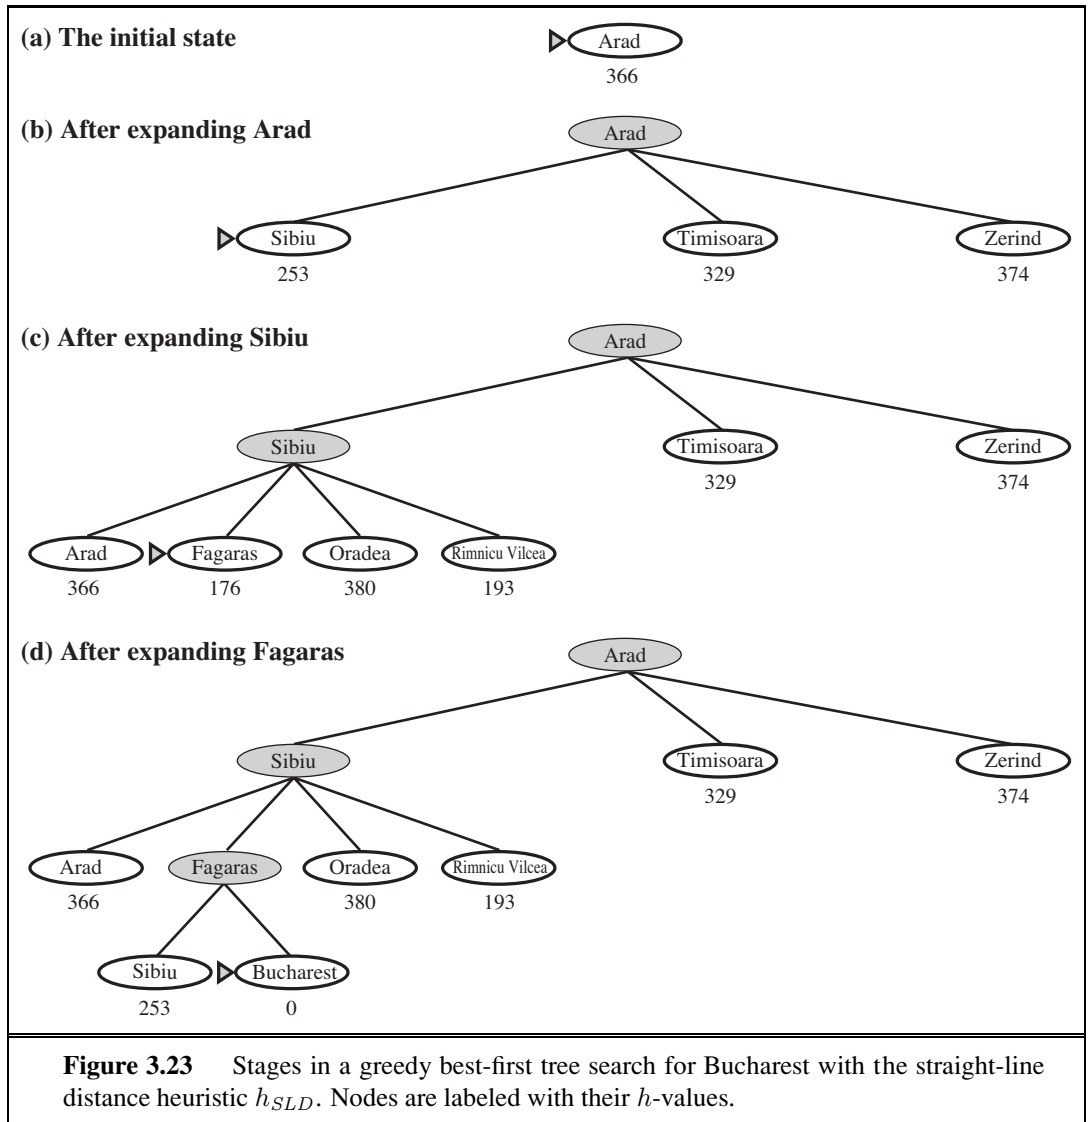 (a) The initial state
Arad
366
(b) After expanding Arad
Arad
Sibiu Timisoara Zerind
253 329 374
(c) After expanding Sibiu
Arad
Sibiu Timisoara Zerind
329 374
Arad Fagaras Oradea Rimnicu Vilcea
366 176 380 193
(d) After expanding Fagaras
Arad
Sibiu Timisoara Zerind
329 374
Arad Fagaras Oradea Rimnicu Vilcea
366 380 193
Sibiu Bucharest
253 0
Figure 3.23 Stages in a greedy best-first tree search for Bucharest with the straight-line
distance heuristic h_{SLD}. Nodes are labeled with their h-values.